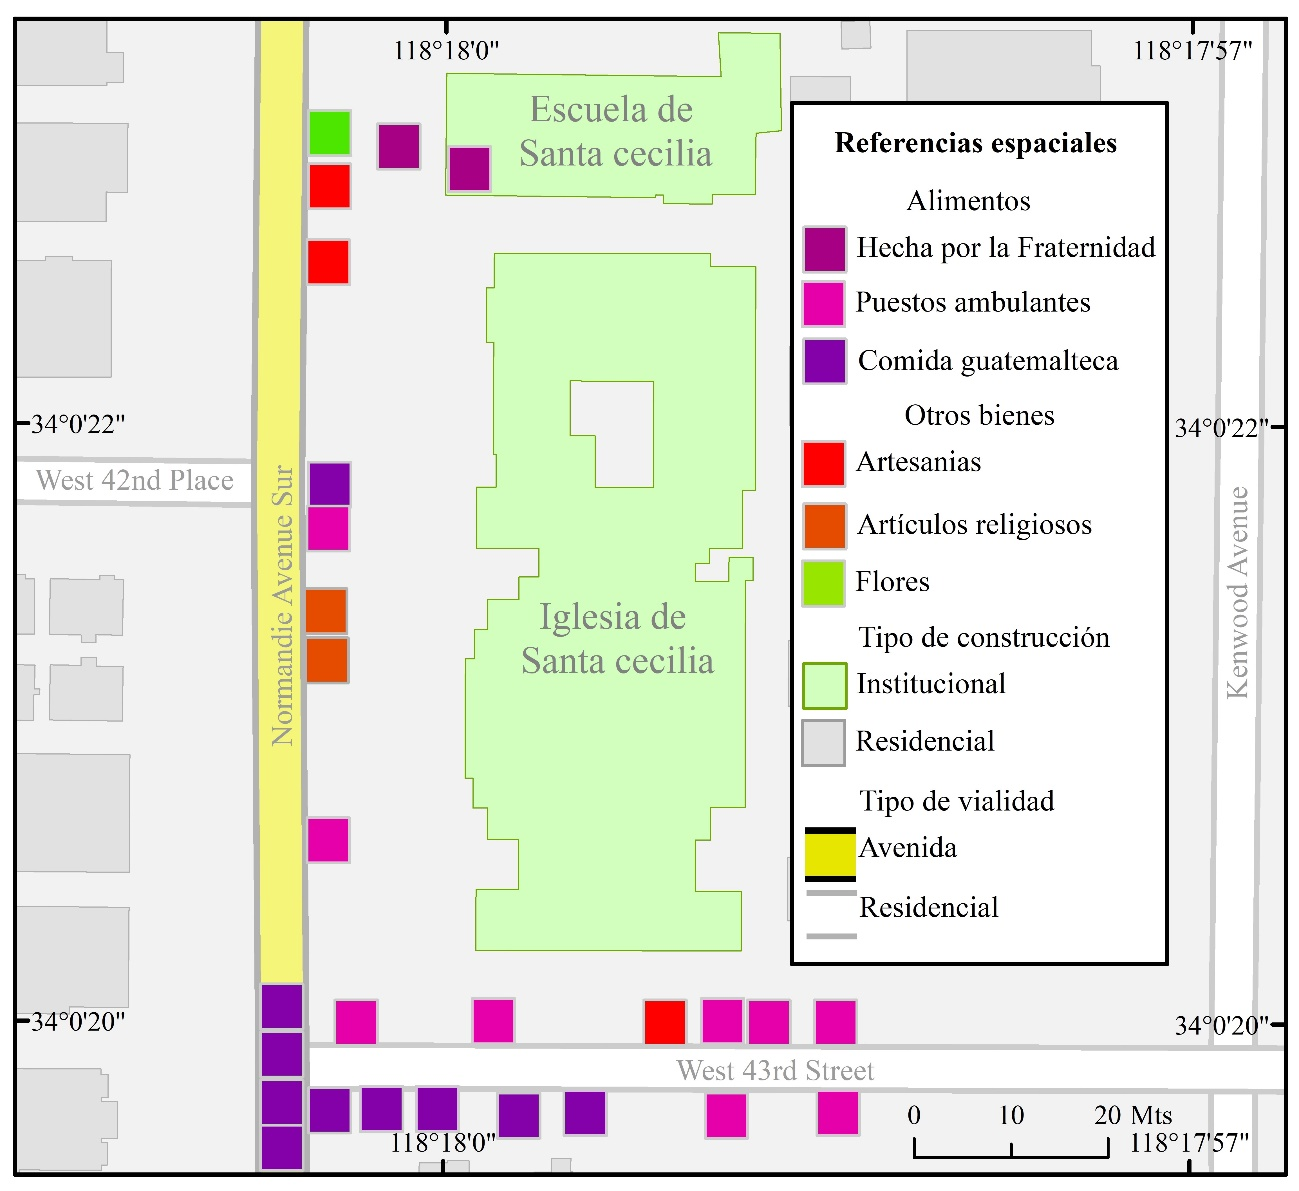 118°18'0"
118°17'57"
Escuela de
Santa cecilia
Referencias espaciales
Alimentos
Hecha por la Fraternidad
Puestos ambulantes
Comida guatemalteca
Otros bienes
Artesanias
Artículos religiosos
Flores
Tipo de construcción
Institucional
Residencial
Tipo de vialidad
Avenida
Residencial
34°0'22"
34°0'22"
West 42nd Place
Normandie Avenue Sur
Kenwood Avenue
Iglesia de
Santa cecilia
34°0'20"
34°0'20"
West 43rd Street
0 10 20 Mts
118°18'0"
118°17'57"